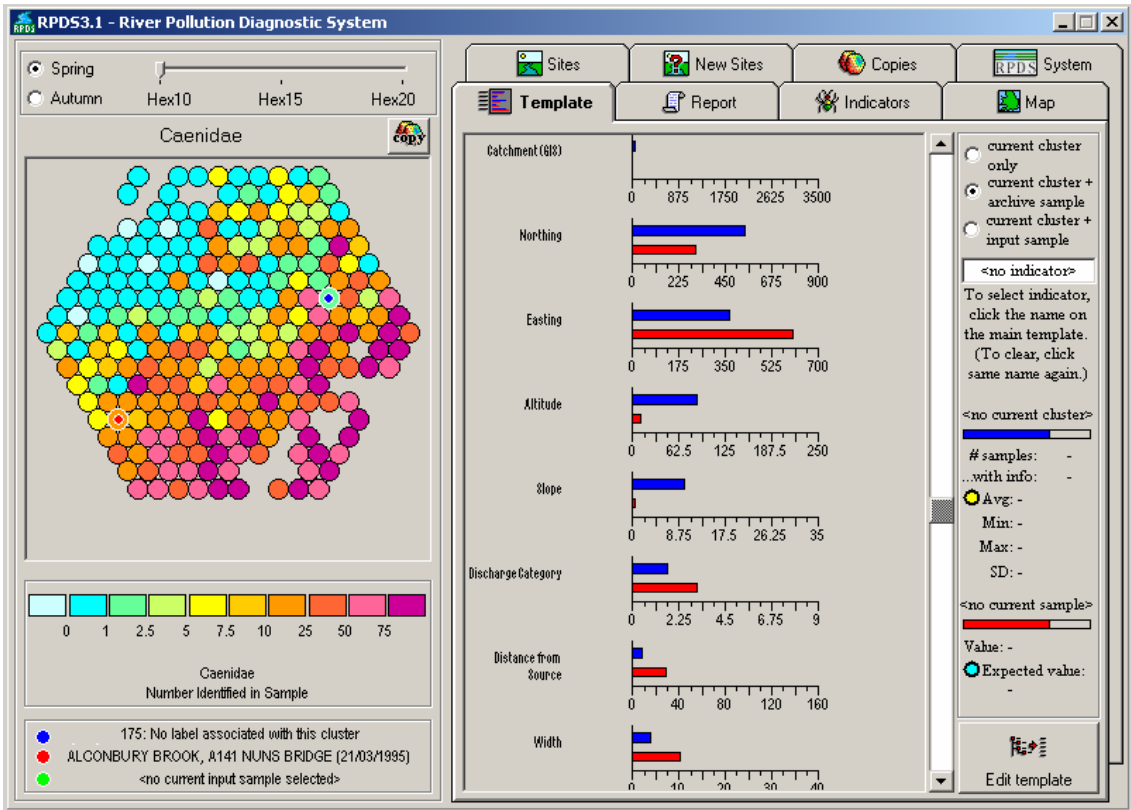 RPDS3.1 - River Pollution Diagnostic System
Spring
Autumn
Hex10 Hex15 Hex20
Caenidae
copy
0 1 2.5 5 7.5 10 25 50 75
Caenidae
Number Identified in Sample
175: No label associated with this cluster
ALCONBURY BROOK, A141 NUNS BRIDGE (21/03/1995)
<no current input sample selected>
Sites New Sites Copies RPDS System
Template Report Indicators Map
Catchment (GIS)
0 875 1750 2625 3500
Northing
0 225 450 675 900
Easting
0 175 350 525 700
Altitude
0 62.5 125 187.5 250
Slope
0 8.75 17.5 26.25 35
Discharge Category
0 2.25 4.5 6.75 9
Distance from
Source
0 40 80 120 160
Width
0 10 20 30 40
current cluster
only
current cluster +
archive sample
current cluster +
input sample
<no indicator>
To select indicator,
click the name on
the main template.
(To clear, click
same name again.)
<no current cluster>
# samples: -
...with info: -
Avg: -
Min: -
Max: -
SD: -
<no current sample>
Value: -
Expected value:
-
Edit template